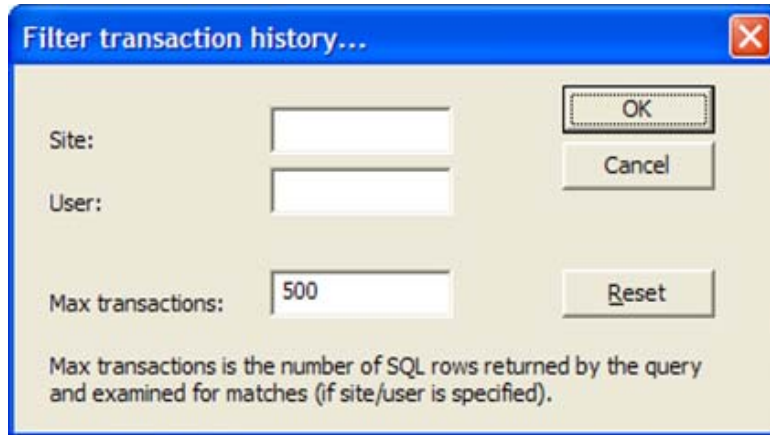 Filter transaction history...
Site:
OK
Cancel
User:
Max transactions:
500
Reset
Max transactions is the number of SQL rows returned by the query
and examined for matches (if site/user is specified).